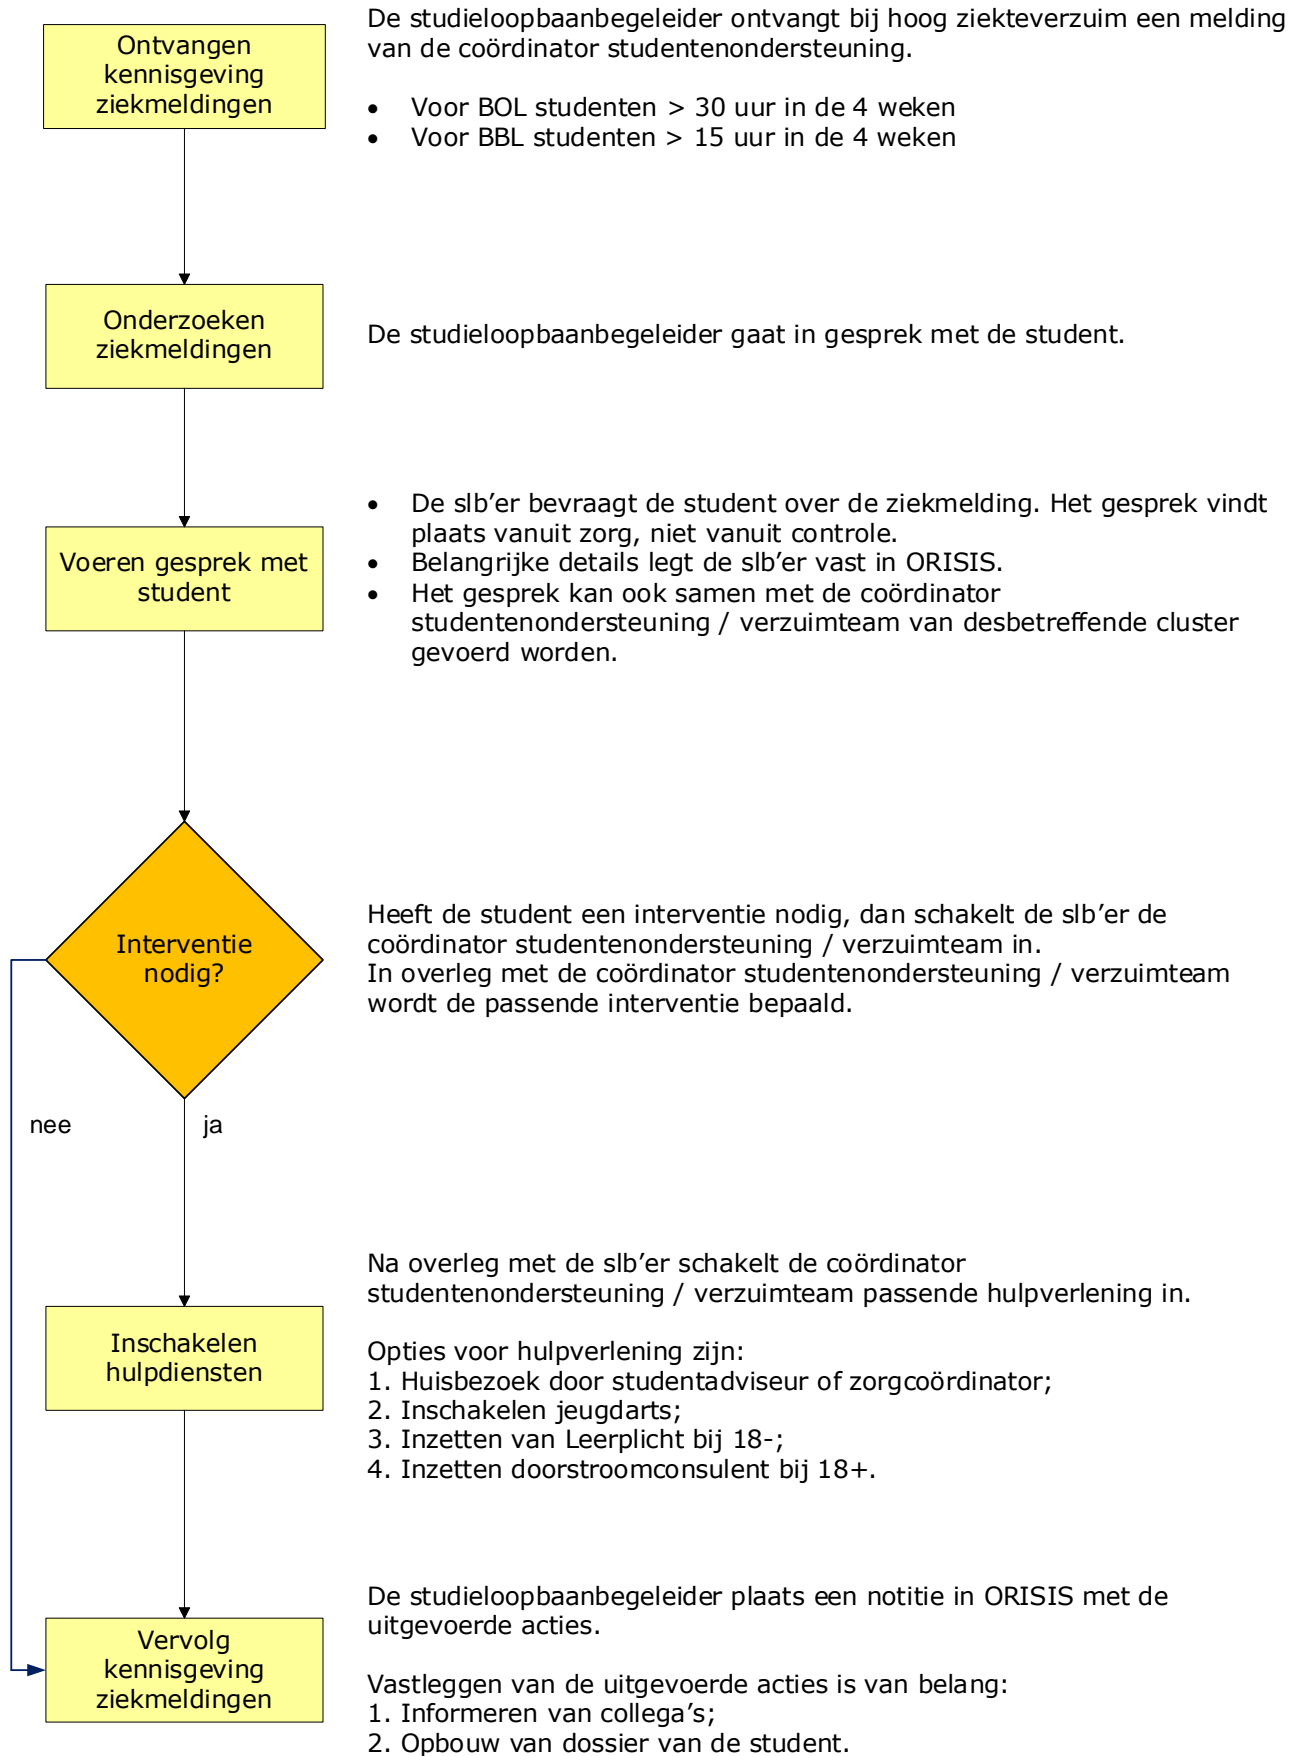 De studieloopbaanbegeleider ontvangt bij hoog ziekteverzuim een melding
van de coördinator studentenondersteuning.
Ontvangen
kennisgeving
ziekmeldingen
• Voor BOL studenten > 30 uur in de 4 weken
• Voor BBL studenten > 15 uur in de 4 weken
Onderzoeken
ziekmeldingen
De studieloopbaanbegeleider gaat in gesprek met de student.
Voeren gesprek met
student
• De slb’er bevraagt de student over de ziekmelding. Het gesprek vindt
plaats vanuit zorg, niet vanuit controle.
• Belangrijke details legt de slb’er vast in ORISIS.
• Het gesprek kan ook samen met de coördinator
studentenondersteuning / verzuimteam van desbetreffende cluster
gevoerd worden.
Interventie
nodig?
Heeft de student een interventie nodig, dan schakelt de slb’er de
coördinator studentenondersteuning / verzuimteam in.
In overleg met de coördinator studentenondersteuning / verzuimteam
wordt de passende interventie bepaald.
nee
ja
Inschakelen
hulpdiensten
Na overleg met de slb’er schakelt de coördinator
studentenondersteuning / verzuimteam passende hulpverlening in.
Opties voor hulpverlening zijn:
1. Huisbezoek door studentadviseur of zorgcoördinator;
2. Inschakelen jeugdarts;
3. Inzetten van Leerplicht bij 18-;
4. Inzetten doorstroomconsulent bij 18+.
Vervolg
kennisgeving
ziekmeldingen
De studieloopbaanbegeleider plaats een notitie in ORISIS met de
uitgevoerde acties.
Vastleggen van de uitgevoerde acties is van belang:
1. Informeren van collega’s;
2. Opbouw van dossier van de student.